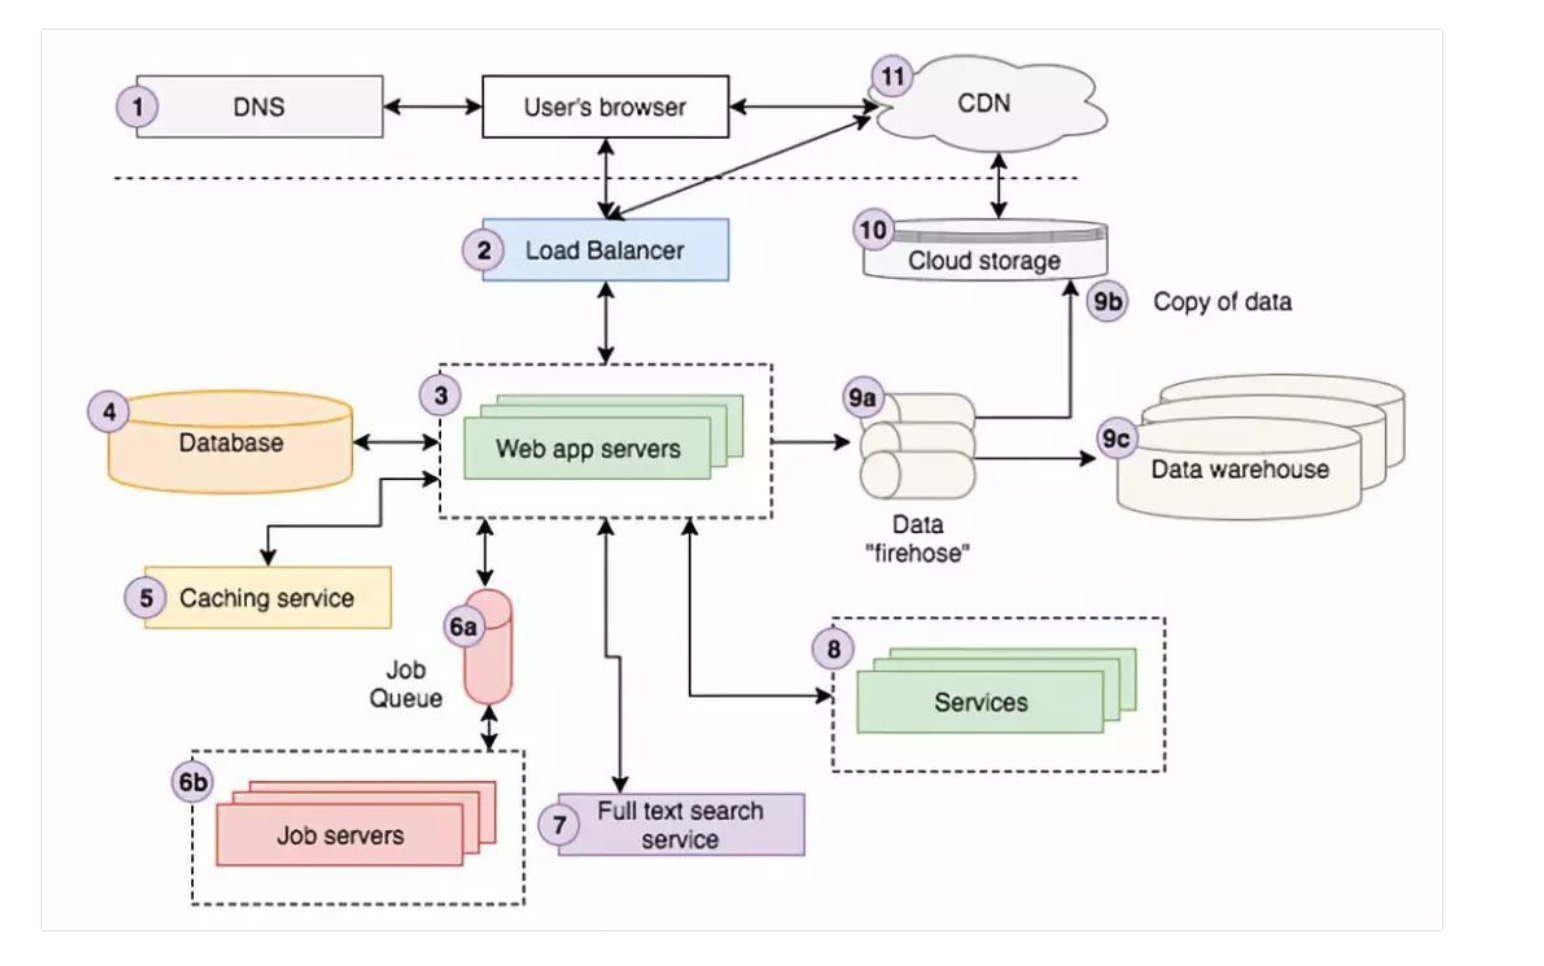 1
DNS
User's browser
11
CDN
2
Load Balancer
10
Cloud storage
9b
Copy of data
4
Database
3
Web app servers
9a
Data
"firehose"
9c
Data warehouse
5
Caching service
6a
Job
Queue
8
Services
6b
Job servers
7
Full text search
service